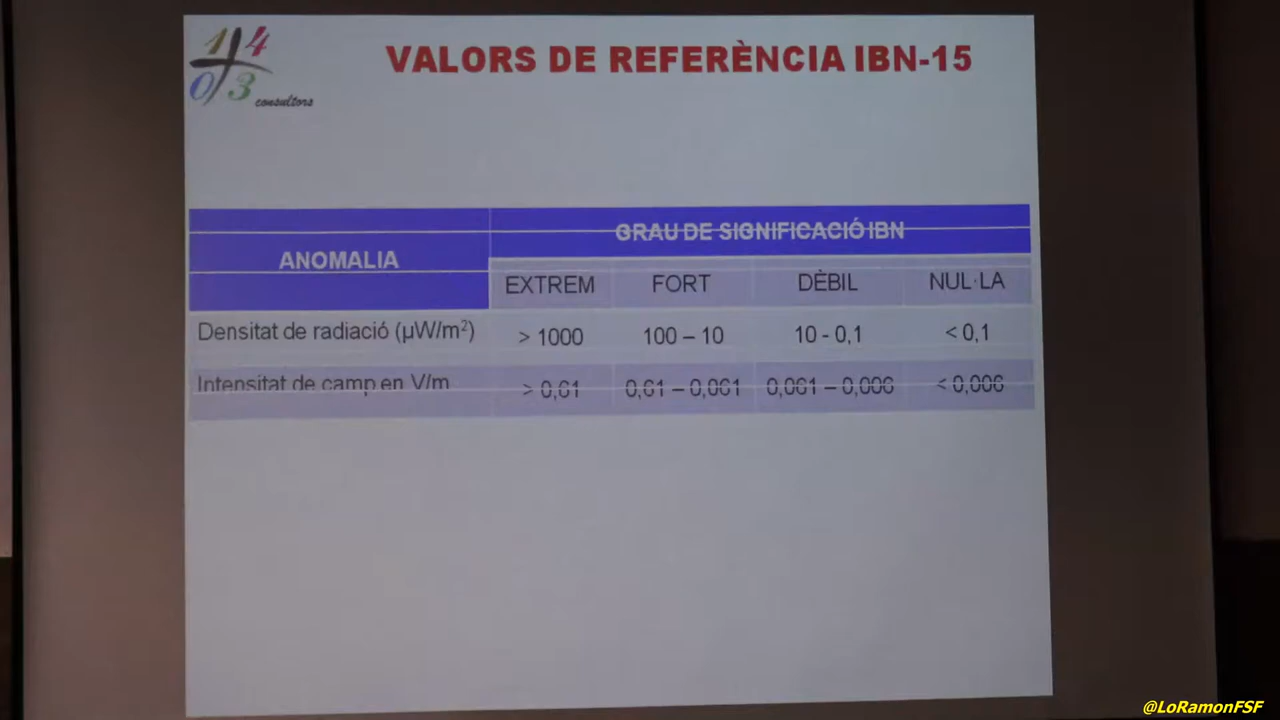 1 4
0 3
consultors
VALORS DE REFERÈNCIA IBN-15
ANOMALIA
GRAU DE SIGNIFICACIÓ IBN
EXTREM FORT DÈBIL NUL·LA
Densitat de radiació (µW/m²) > 1000 100 – 10 10 - 0,1 < 0,1
Intensitat de camp en V/m > 0,61 0,61 – 0,061 0,061 – 0,006 < 0,006
@LoRamonFSF